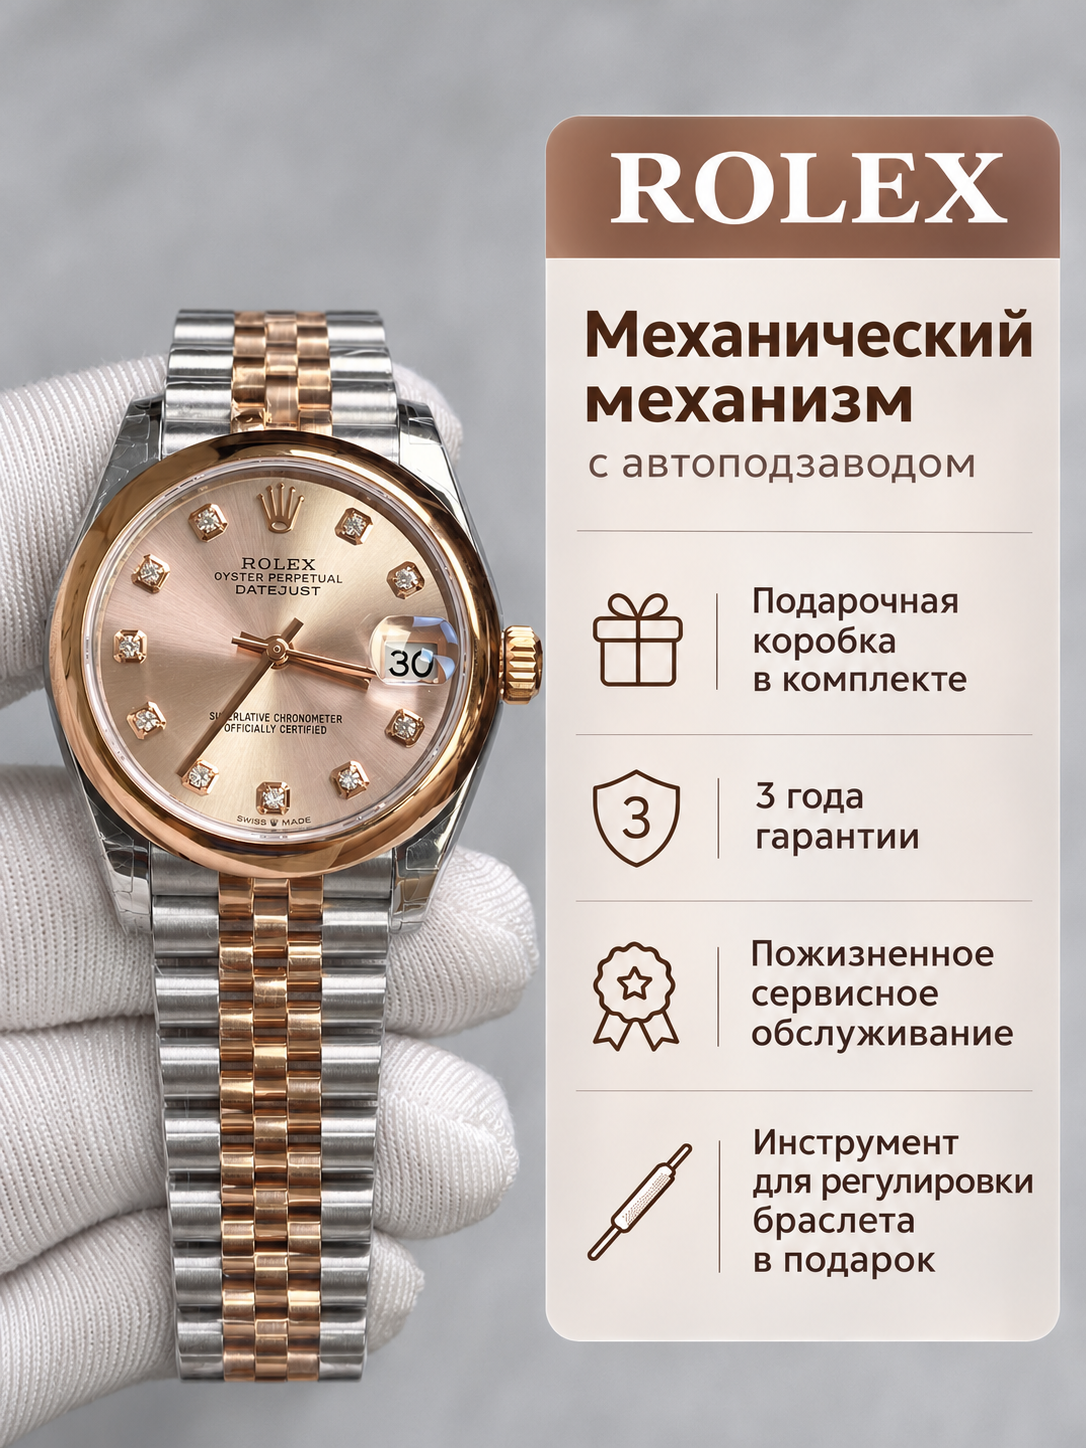 ROLEX
Механический
механизм
с автоподзаводом
Подарочная
коробка
в комплекте
3
3 года
гарантии
Пожизненное
сервисное
обслуживание
Инструмент
для регулировки
браслета
в подарок
ROLEX
OYSTER PERPETUAL
DATEJUST
30
SUPERLATIVE CHRONOMETER
OFFICIALLY CERTIFIED
SWISS MADE